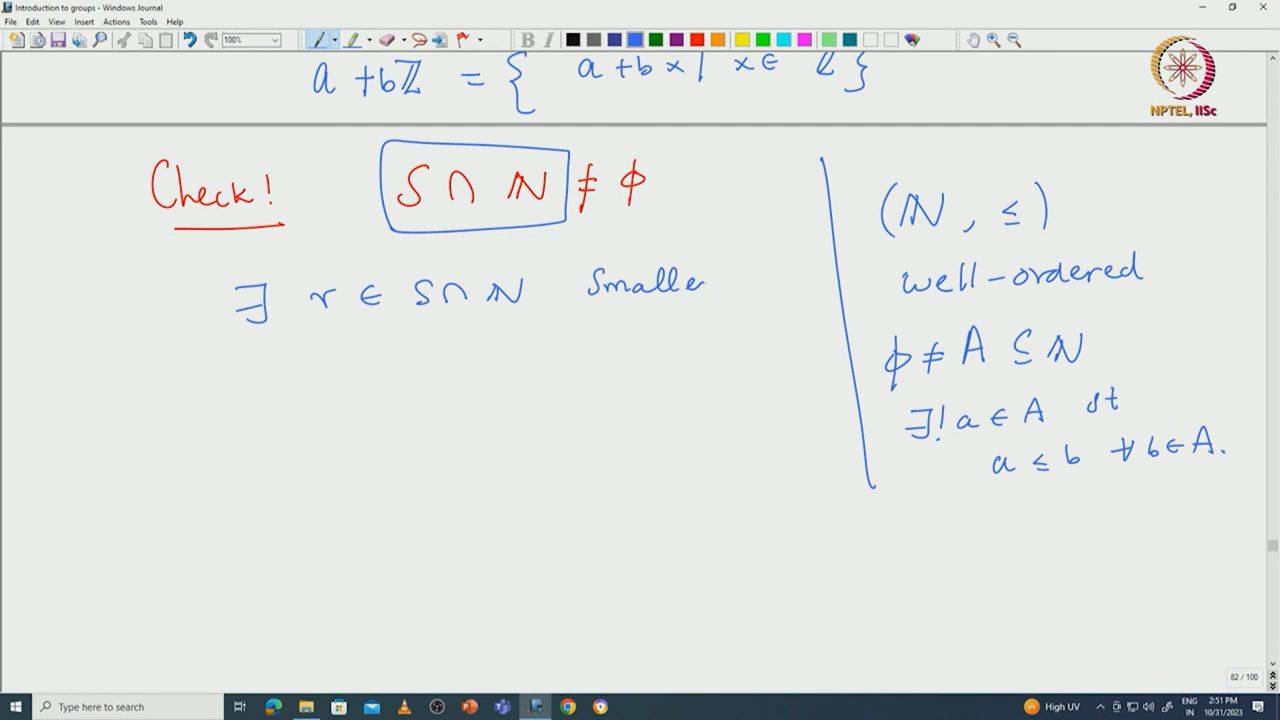 Introduction to groups - Windows Journal
File Edit View Insert Actions Tools Help
100%
B I
a + bℤ = { a + b x | x ∈ ℤ }
NPTEL, IISc
Check! S ∩ ℕ ≠ ϕ
∃ r ∈ S ∩ ℕ Smalle
(ℕ, ≤)
well-ordered
ϕ ≠ A ⊆ ℕ
∃! a ∈ A st
a ≤ b ∀ b ∈ A.
82 / 100
Type here to search
High UV
ENG
IN
2:51 PM
10/31/2023